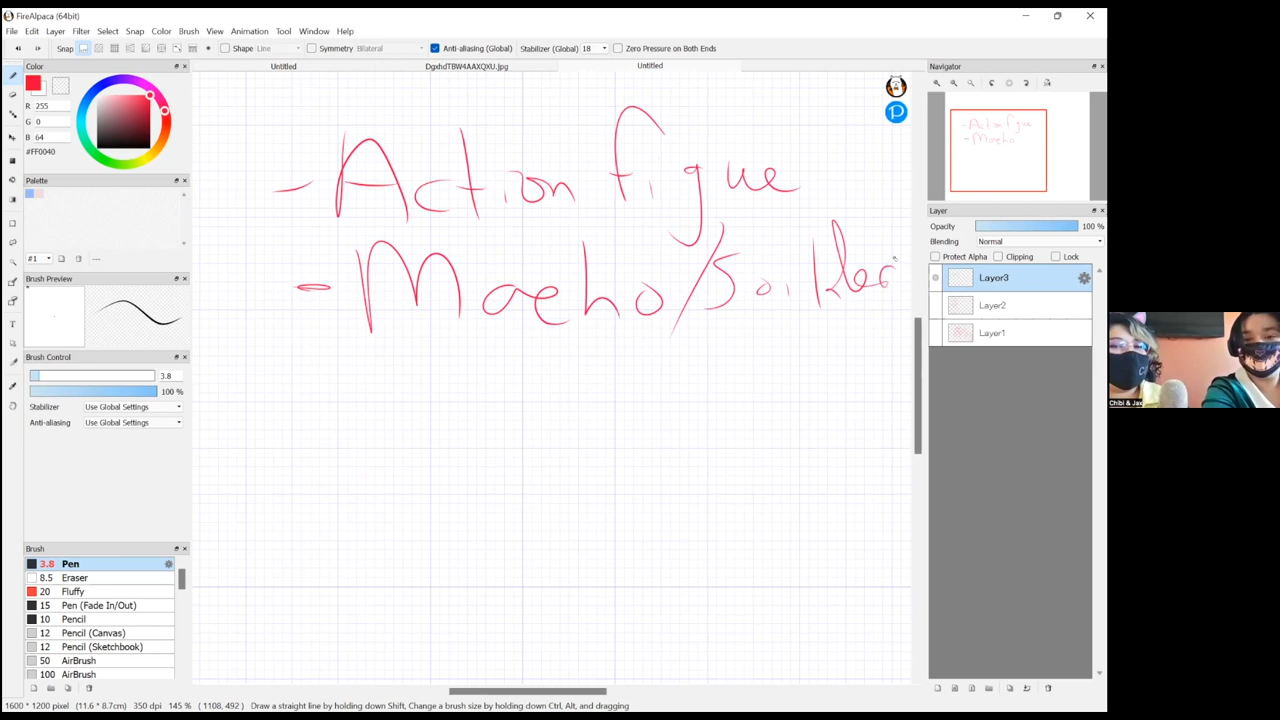 FireAlpaca (64bit)
File Edit Layer Filter Select Snap Color Brush View Animation Tool Window Help
Snap Shape Line Symmetry Bilateral Anti-aliasing (Global) Stabilizer (Global) 18 Zero Pressure on Both Ends
Untitled DgxhdTBW4AAXQXU.jpg Untitled
Color
R 255
G 0
B 64
#FF0040
Palette
#1 ---
Brush Preview
Brush Control
3.8
100 %
Stabilizer Use Global Settings
Anti-aliasing Use Global Settings
Brush
3.8 Pen
8.5 Eraser
20 Fluffy
15 Pen (Fade In/Out)
10 Pencil
12 Pencil (Canvas)
12 Pencil (Sketchbook)
50 AirBrush
100 AirBrush
- Action figue
- Macho/
Navigator
- Action figue
- Macho
Layer
Opacity 100 %
Blending Normal
Protect Alpha Clipping Lock
Layer3
Layer2
Layer1
Chibi & Jax
1600 * 1200 pixel (11.6 * 8.7cm) 350 dpi 145 % ( 1108, 492 ) Draw a straight line by holding down Shift, Change a brush size by holding down Ctrl, Alt, and dragging